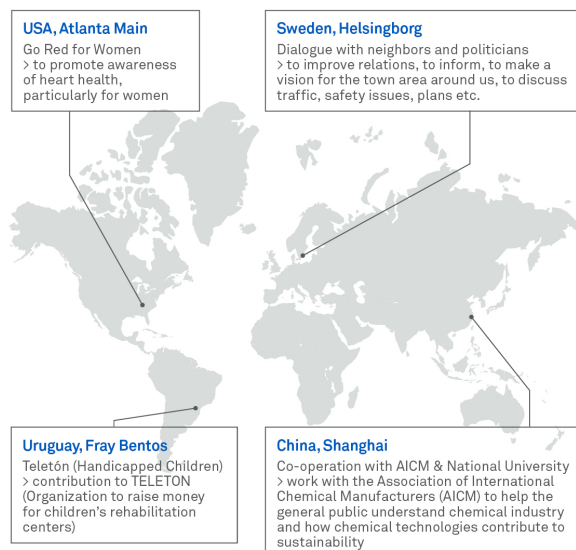 USA, Atlanta Main
Go Red for Women
> to promote awareness
of heart health,
particularly for women
Sweden, Helsingborg
Dialogue with neighbors and politicians
> to improve relations, to inform, to make a
vision for the town area around us, to discuss
traffic, safety issues, plans etc.
Uruguay, Fray Bentos
Teletón (Handicapped Children)
> contribution to TELETON
(Organization to raise money
for children’s rehabilitation
centers)
China, Shanghai
Co-operation with AICM & National University
> work with the Association of International
Chemical Manufacturers (AICM) to help the
general public understand chemical industry
and how chemical technologies contribute to
sustainability